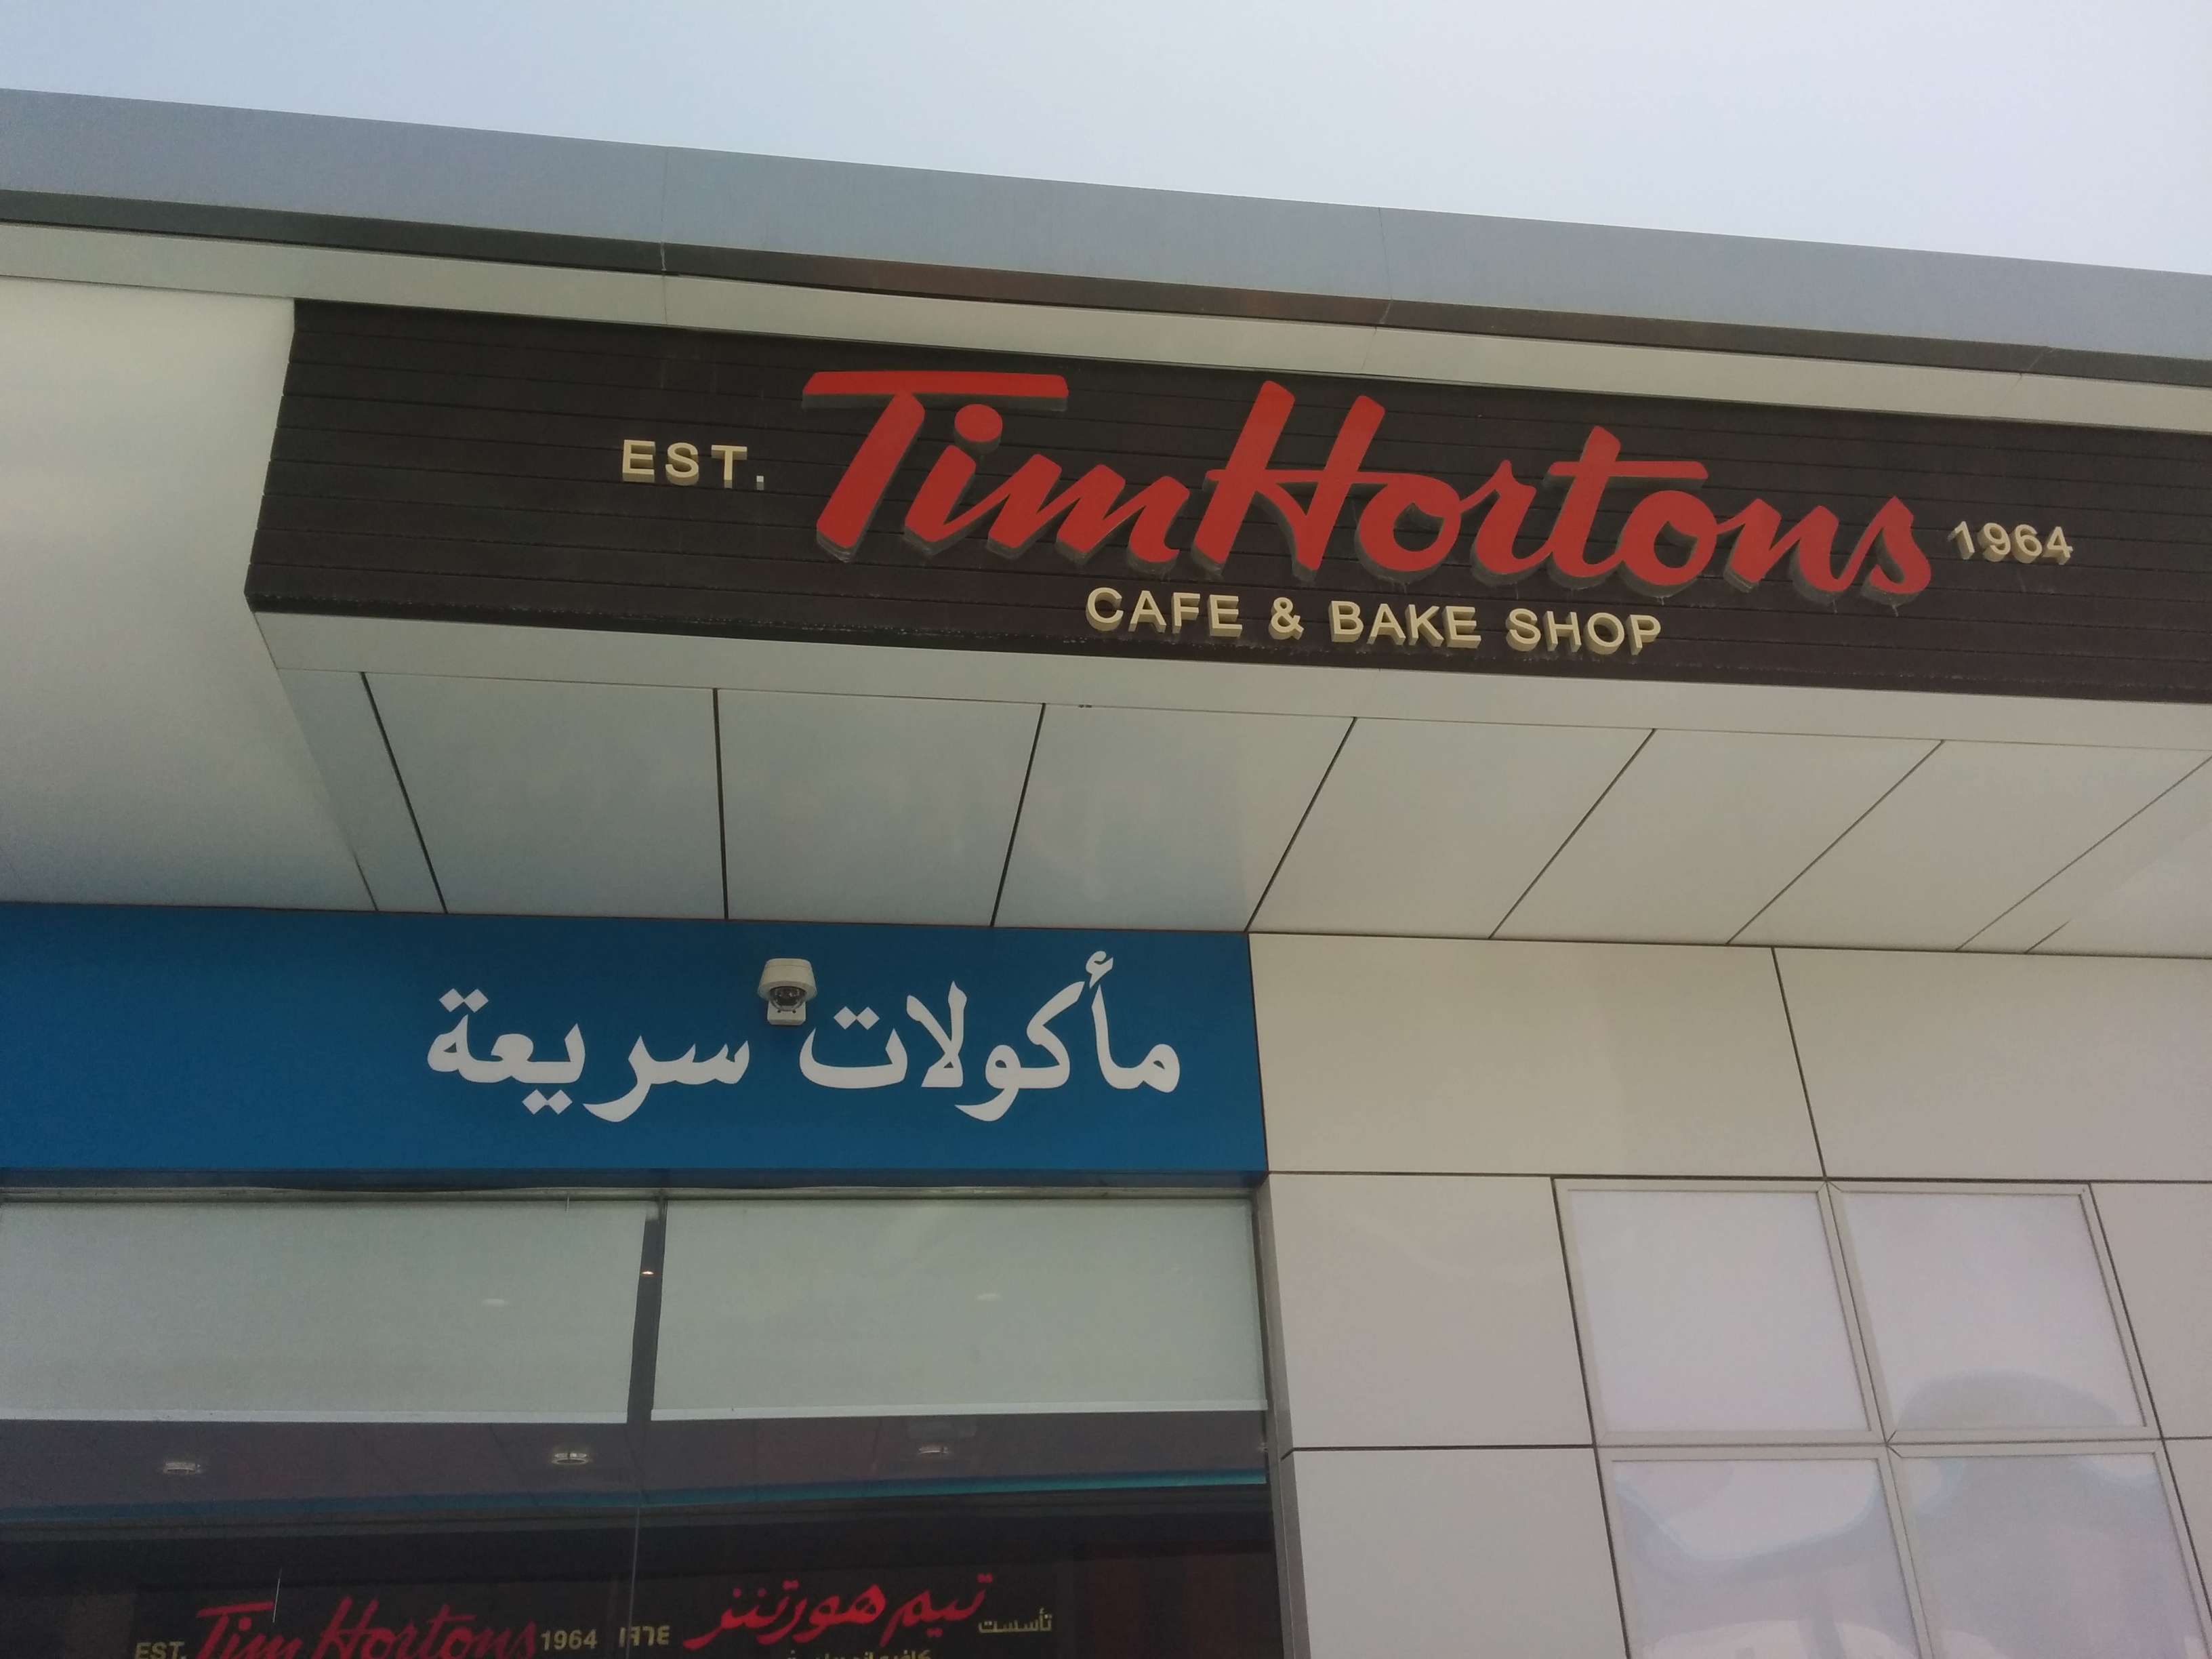 EST. Tim Hortons 1964
CAFE & BAKE SHOP
مأكولات سريعة
EST. Tim Hortons 1964
تأسست تيم هورتنز ١٩٦٤